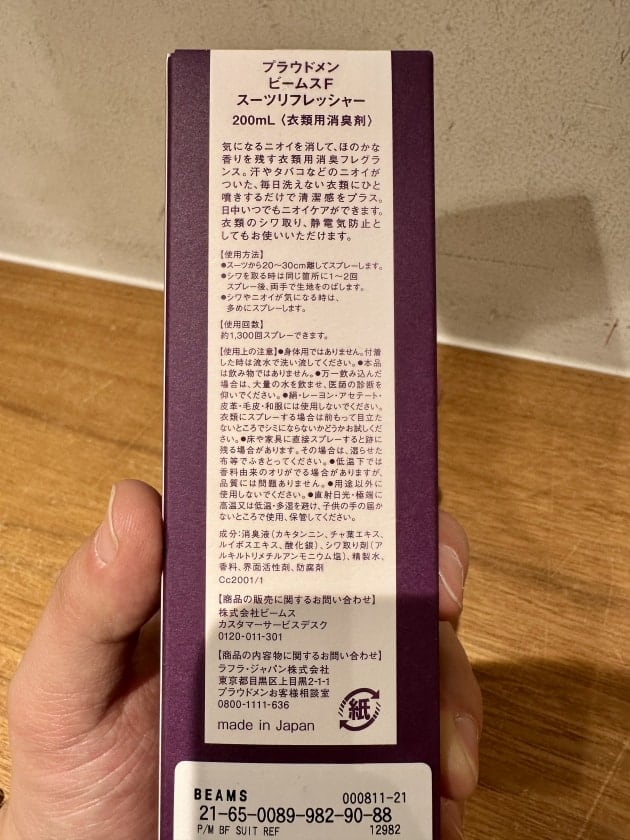 プラウドメン
ビームスF
スーツリフレッシャー
200mL〈衣類用消臭剤〉
気になるニオイを消して、ほのかな
香りを残す衣類用消臭フレグ
ランス。汗やタバコなどのニオイが
ついた、毎日洗えない衣類にひと
噴きするだけで清潔感をプラス。
日中いつでもニオイケアができます。
衣類のシワ取り、静電気防止と
してもお使いいただけます。
【使用方法】
●スーツから20〜30cm離してスプレーします。
●シワを取る時は同じ箇所に1〜2回
スプレー後、両手で生地をのばします。
●シワやニオイが気になる時は、
多めにスプレーします。
【使用回数】
約1,300回スプレーできます。
【使用上の注意】●身体用ではありません。付着
した時は流水で洗い流してください。●本品
は飲み物ではありません。●万一飲み込んだ
場合は、大量の水を飲ませ、医師の診断を
仰いでください。●絹・レーヨン・アセテート・
皮革・毛皮・和服には使用しないでください。
衣類にスプレーする場合は前もって目立た
ないところでシミにならないかどうかお試しくだ
さい。●床や家具に直接スプレーすると跡に
残る場合があります。その場合は、湿らせた
布等でふきとってください。●低温下では
香料由来のオリがでる場合がありますが、
品質には問題ありません。●用途以外に
使用しないでください。●直射日光・極端に
高温又は低温・多湿を避け、子供の手の届か
ないところで使用、保管してください。
成分:消臭液(カキタンニン、チャ葉エキス、
ルイボスエキス、酸化銀)、シワ取り剤(ア
ルキルトリメチルアンモニウム塩)、精製水、
香料、界面活性剤、防腐剤
Cc2001/1
【商品の販売に関するお問い合わせ】
株式会社ビームス
カスタマーサービスデスク
0120-011-301
【商品の内容物に関するお問い合わせ】
ラフラ・ジャパン株式会社
東京都目黒区上目黒2-1-1
プラウドメンお客様相談室
0800-1111-636
紙
made in Japan
BEAMS 000811-21
21-65-0089-982-90-88
P/M BF SUIT REF 12982